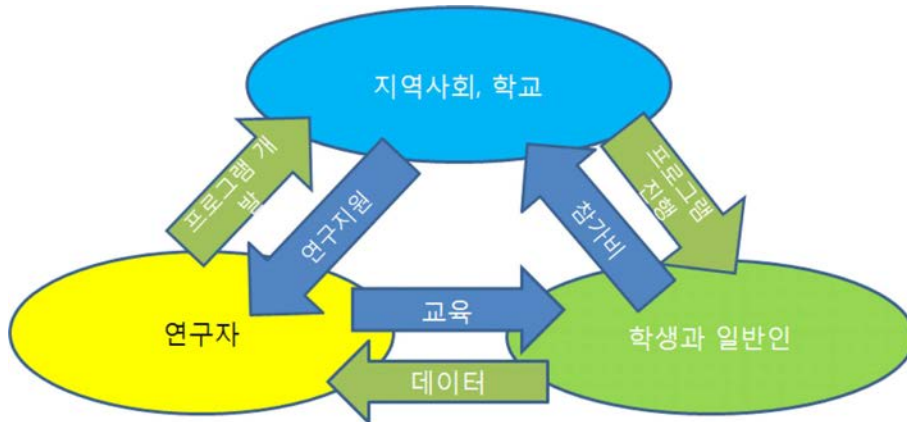 지역사회, 학교
프로그램 개
발
연구지원
참가비
프로그램
진행
연구자
교육
학생과 일반인
데이터